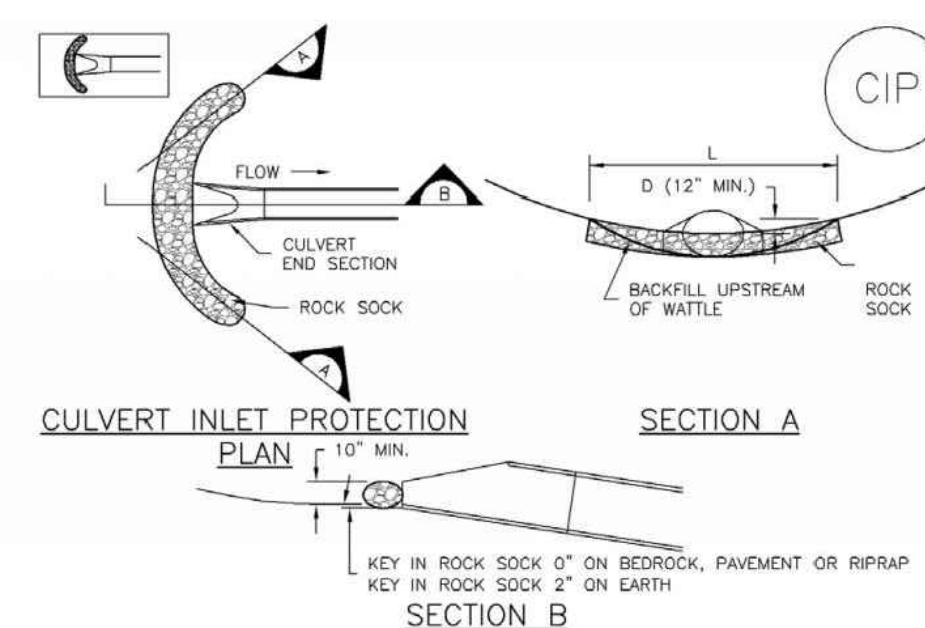 A
CIP
L
FLOW
D (12" MIN.)
B
CULVERT
END SECTION
ROCK SOCK
BACKFILL UPSTREAM
OF WATTLE
ROCK
SOCK
A
CULVERT INLET PROTECTION
PLAN
SECTION A
10" MIN.
KEY IN ROCK SOCK 0" ON BEDROCK, PAVEMENT OR RIPRAP
KEY IN ROCK SOCK 2" ON EARTH
SECTION B